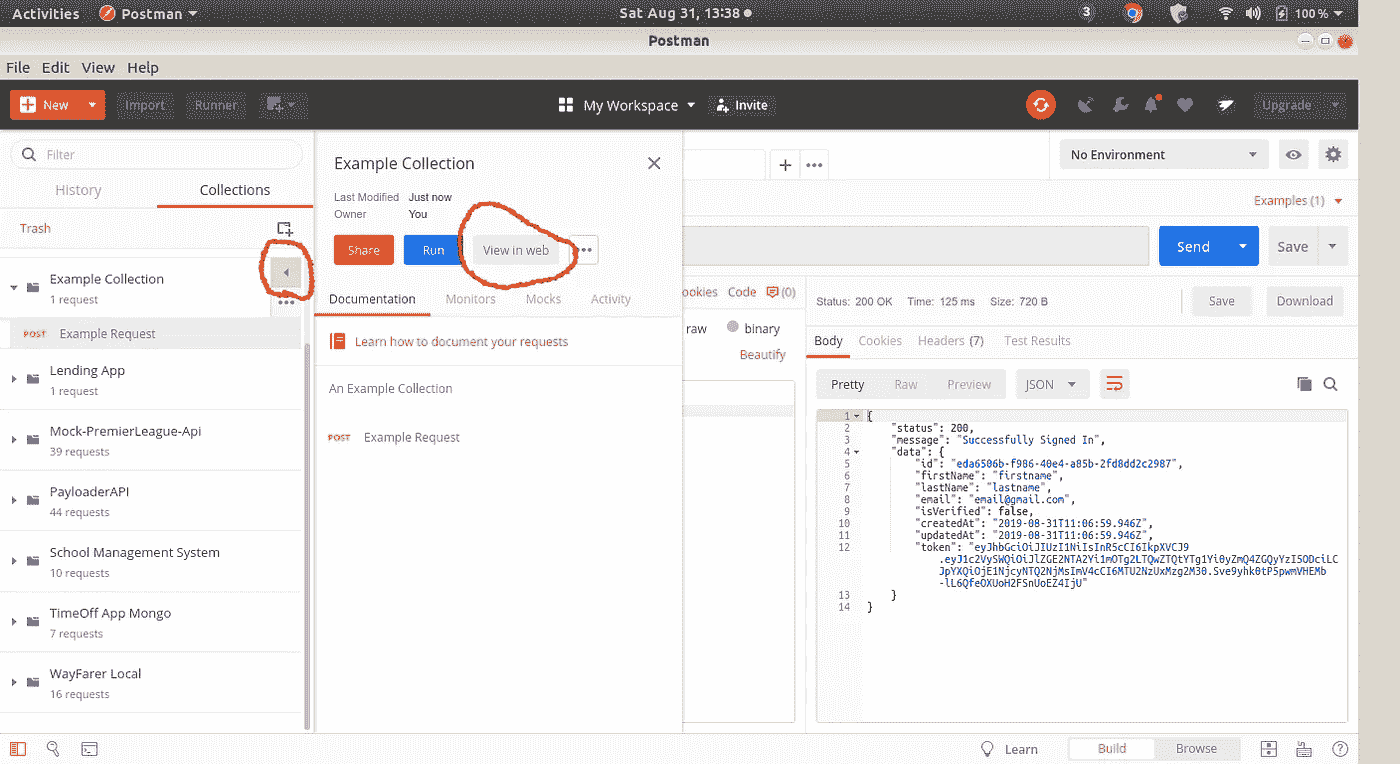 Activities Postman Sat Aug 31, 13:38 3 100%
Postman
File Edit View Help
New Import Runner My Workspace Invite Upgrade
Filter
History Collections
Trash
Example Collection
1 request
POST Example Request
Lending App
1 request
Mock-PremierLeague-Api
39 requests
PayloaderAPI
44 requests
School Management System
10 requests
TimeOff App Mongo
7 requests
WayFarer Local
16 requests
Example Collection
Last Modified Just now
Owner You
Share Run View in web
Documentation Monitors Mocks Activity
Learn how to document your requests
An Example Collection
POST Example Request
No Environment
Examples (1)
Send Save
ookies Code (0)
raw binary
Beautify
Status: 200 OK Time: 125 ms Size: 720 B Save Download
Body Cookies Headers (7) Test Results
Pretty Raw Preview JSON
1 {
2 "status": 200,
3 "message": "Successfully Signed In",
4 "data": {
5 "id": "eda6506b-f986-40e4-a85b-2fd8dd2c2987",
6 "firstName": "firstname",
7 "lastName": "lastname",
8 "email": "email@gmail.com",
9 "isVerified": false,
10 "createdAt": "2019-08-31T11:06:59.946Z",
11 "updatedAt": "2019-08-31T11:06:59.946Z",
12 "token": "eyJhbGciOiJIUzI1NiIsInR5cCI6IkpXVCJ9
13 }
14 }
Learn Build Browse